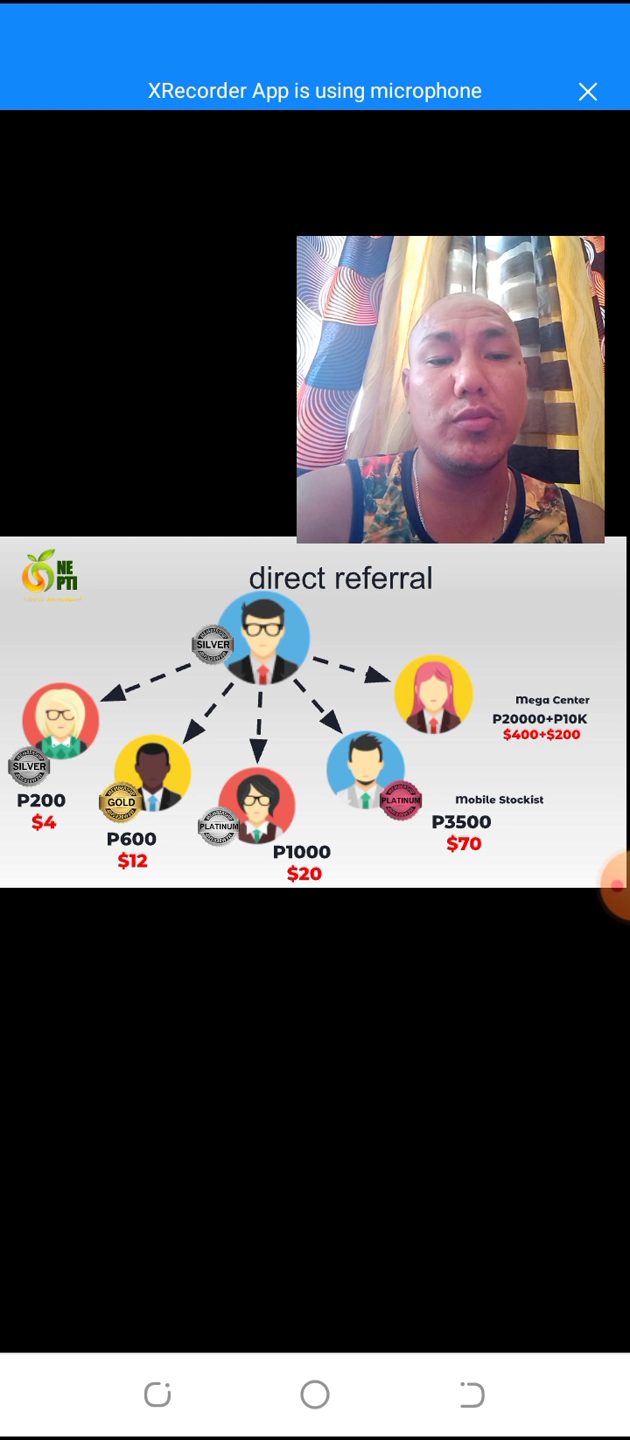 XRecorder App is using microphone
NE
PTI
direct referral
SILVER
Mega Center
P20000+P10K
$400+$200
SILVER
P200
$4
GOLD
P600
$12
PLATINUM
P1000
$20
PLATINUM
Mobile Stockist
P3500
$70